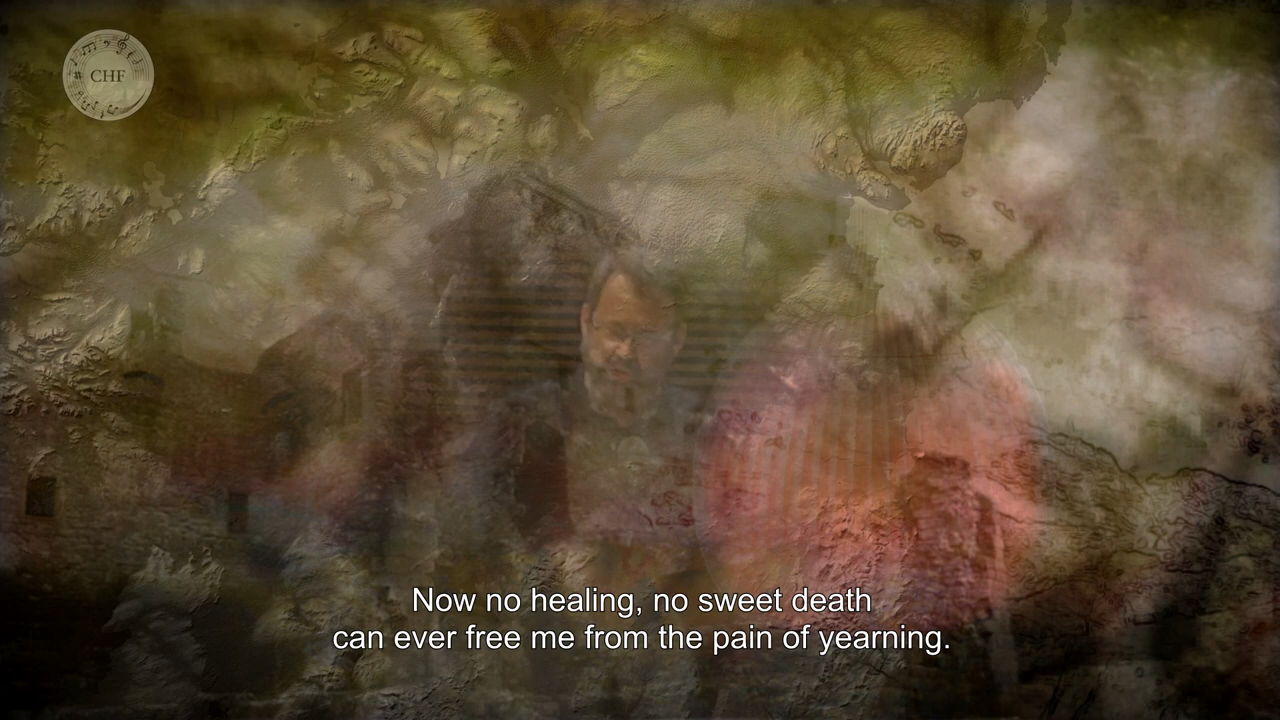 CHF
Now no healing, no sweet death
can ever free me from the pain of yearning.